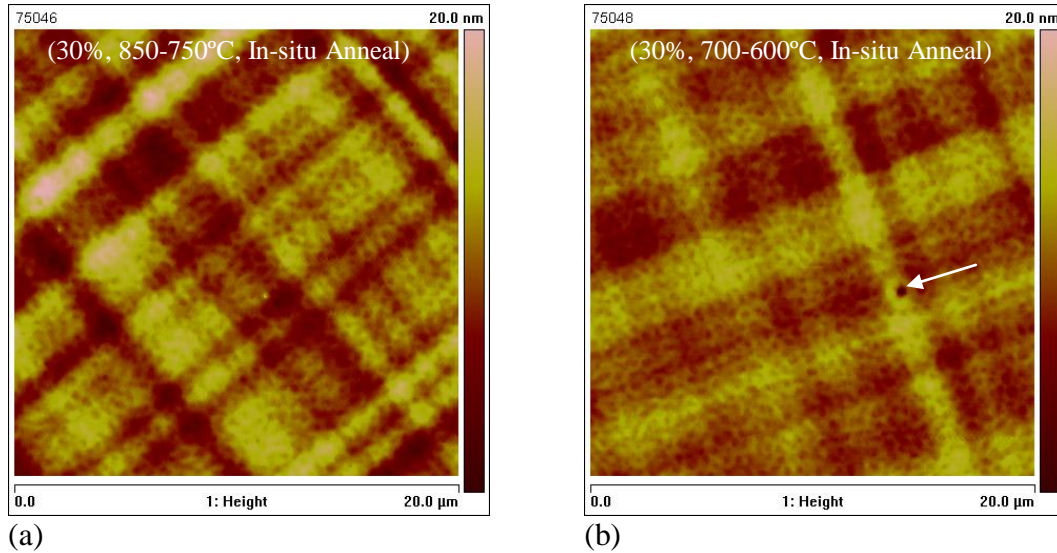 75046 20.0 nm
(30%, 850-750ºC, In-situ Anneal)
0.0 1: Height 20.0 µm
(a)
75048 20.0 nm
(30%, 700-600ºC, In-situ Anneal)
0.0 1: Height 20.0 µm
(b)